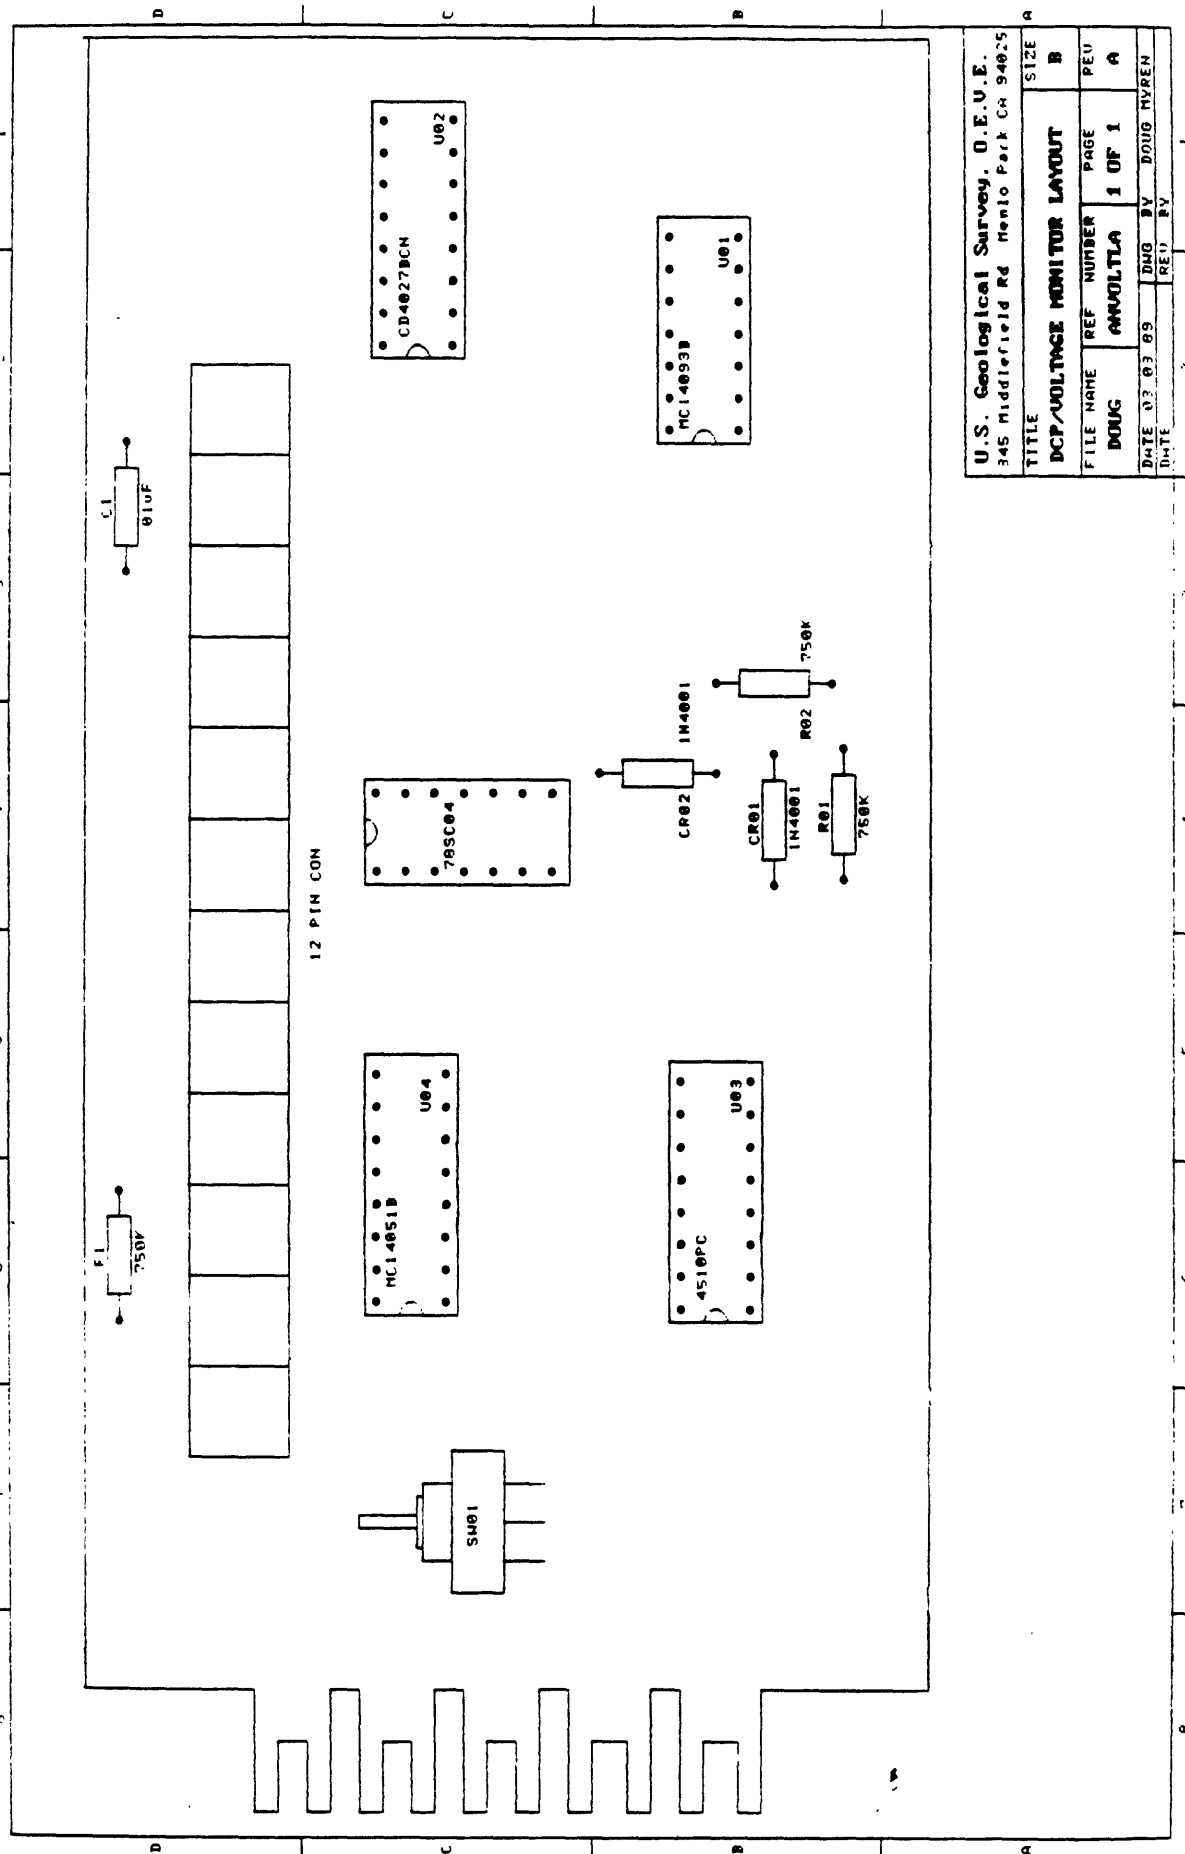 D
C
B
A
C1
01uF
U02
CD4027BCN
U01
MC14093B
12 PIN CON
78SC04
CR02
1N4001
R02
750K
CR01
1N4001
R01
750K
750K
U04
MC14051B
U03
4510PC
SW01
U.S. Geological Survey, O.E.V.E.
345 Middlefield Rd Menlo Park CA 94025
TITLE
DCP/VOLTAGE MONITOR LAYOUT
SIZE
B
FILE NAME
DOUG
REF NUMBER
ANVOLTLA
PAGE
1 OF 1
REV
A
DATE 03 03 89
DWG BY DOUG MYREN
DATE
REV BY
D
C
B
A